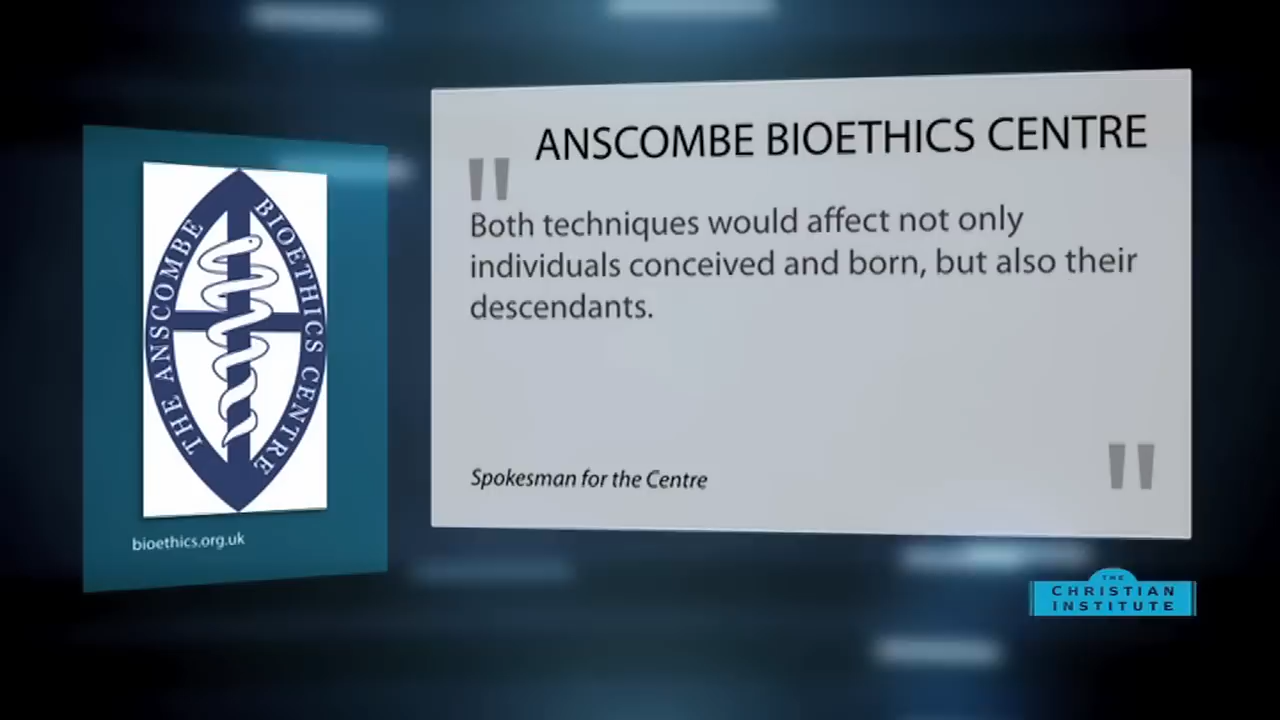 THE ANSCOMBE BIOETHICS CENTRE
bioethics.org.uk
ANSCOMBE BIOETHICS CENTRE
"
Both techniques would affect not only
individuals conceived and born, but also their
descendants.
"
Spokesman for the Centre
THE
CHRISTIAN
INSTITUTE